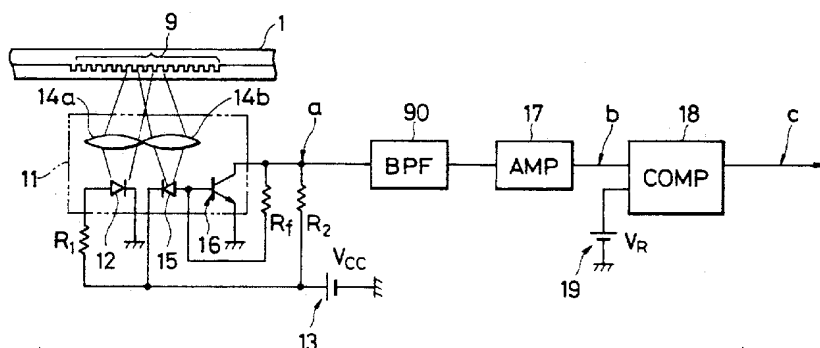 9
1
14a
14b
a
90
17
b
18
c
BPF
AMP
COMP
11
R1
12
15
16
Rf
R2
VCC
13
VR
19